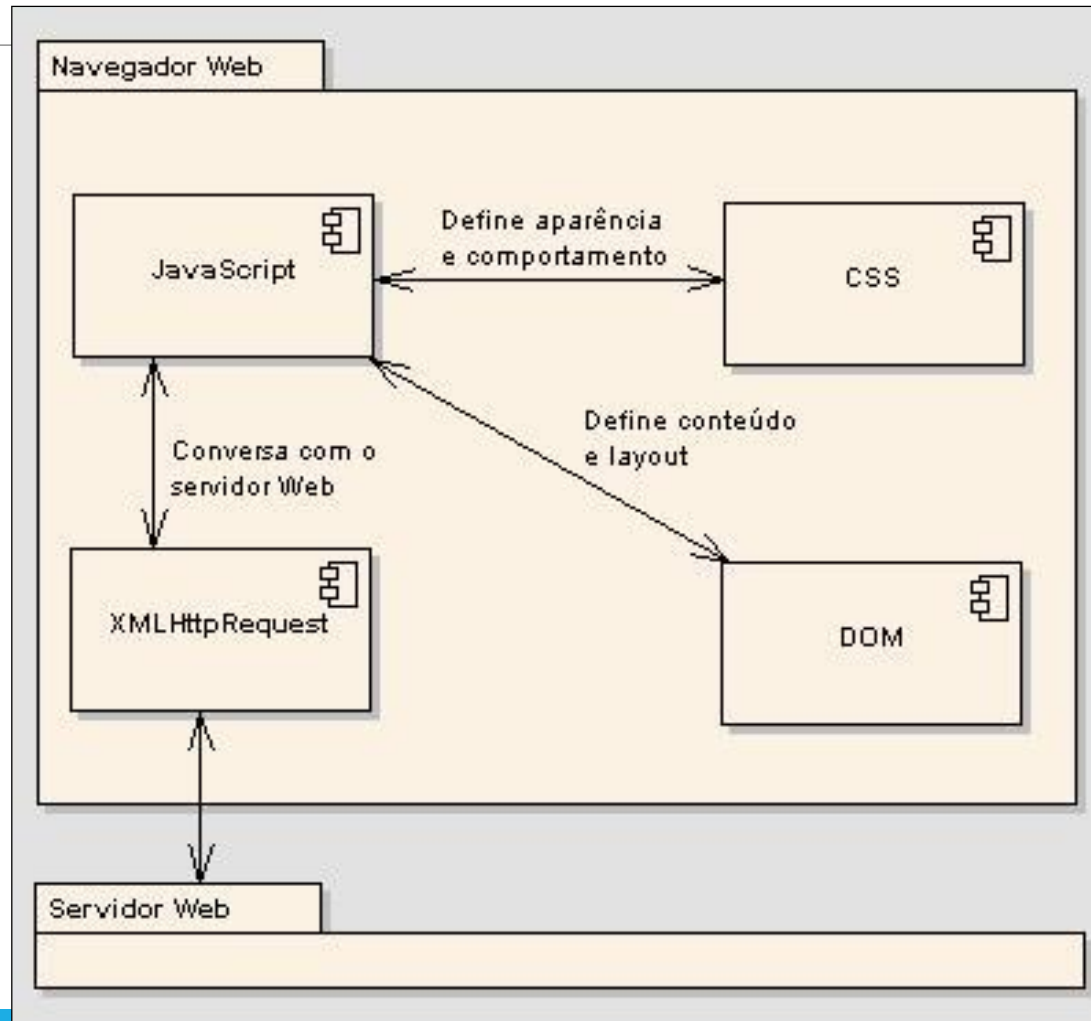 Navegador Web
JavaScript
Define aparência
e comportamento
CSS
Conversa com o
servidor Web
Define conteúdo
e layout
XMLHttpRequest
DOM
Servidor Web